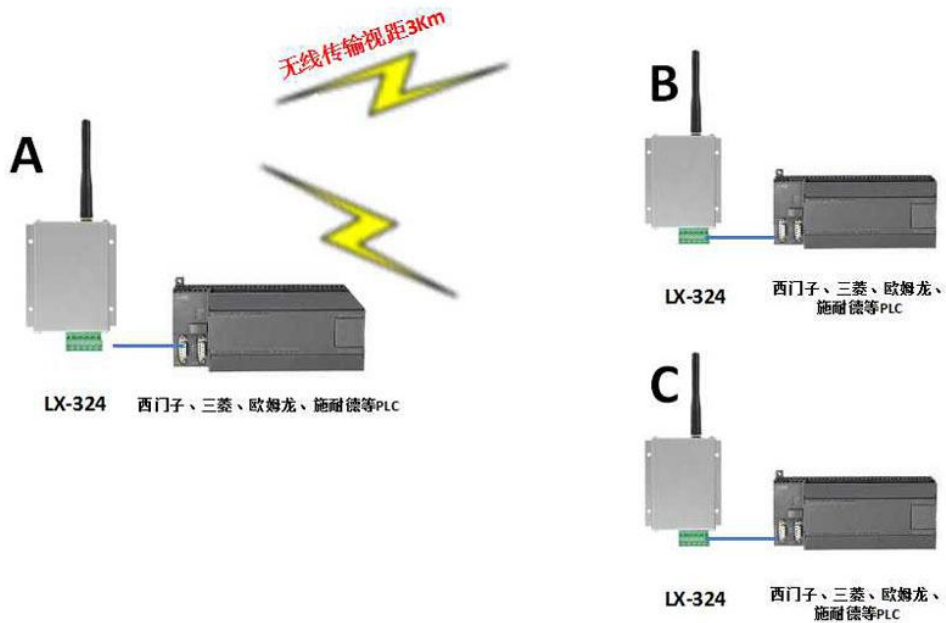 无线传输视距3Km
A
LX-324
西门子、三菱、欧姆龙、施耐德等PLC
B
LX-324
西门子、三菱、欧姆龙、
施耐德等PLC
C
LX-324
西门子、三菱、欧姆龙、
施耐德等PLC